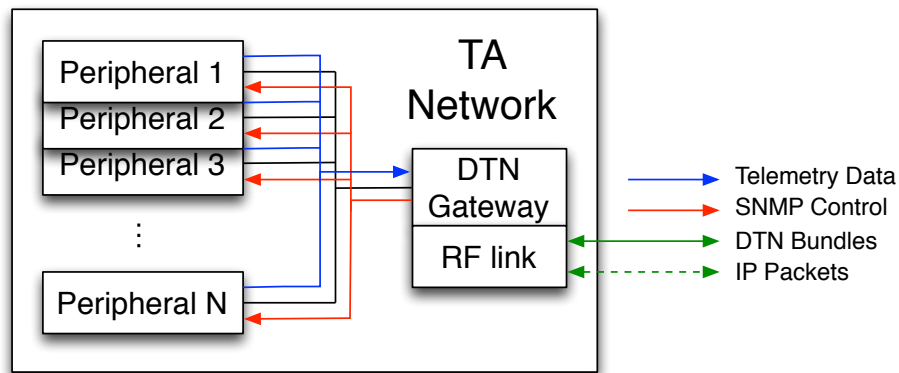 TA
Network
Peripheral 1
Peripheral 2
Peripheral 3
⋮
Peripheral N
DTN
Gateway
RF link
Telemetry Data
SNMP Control
DTN Bundles
IP Packets